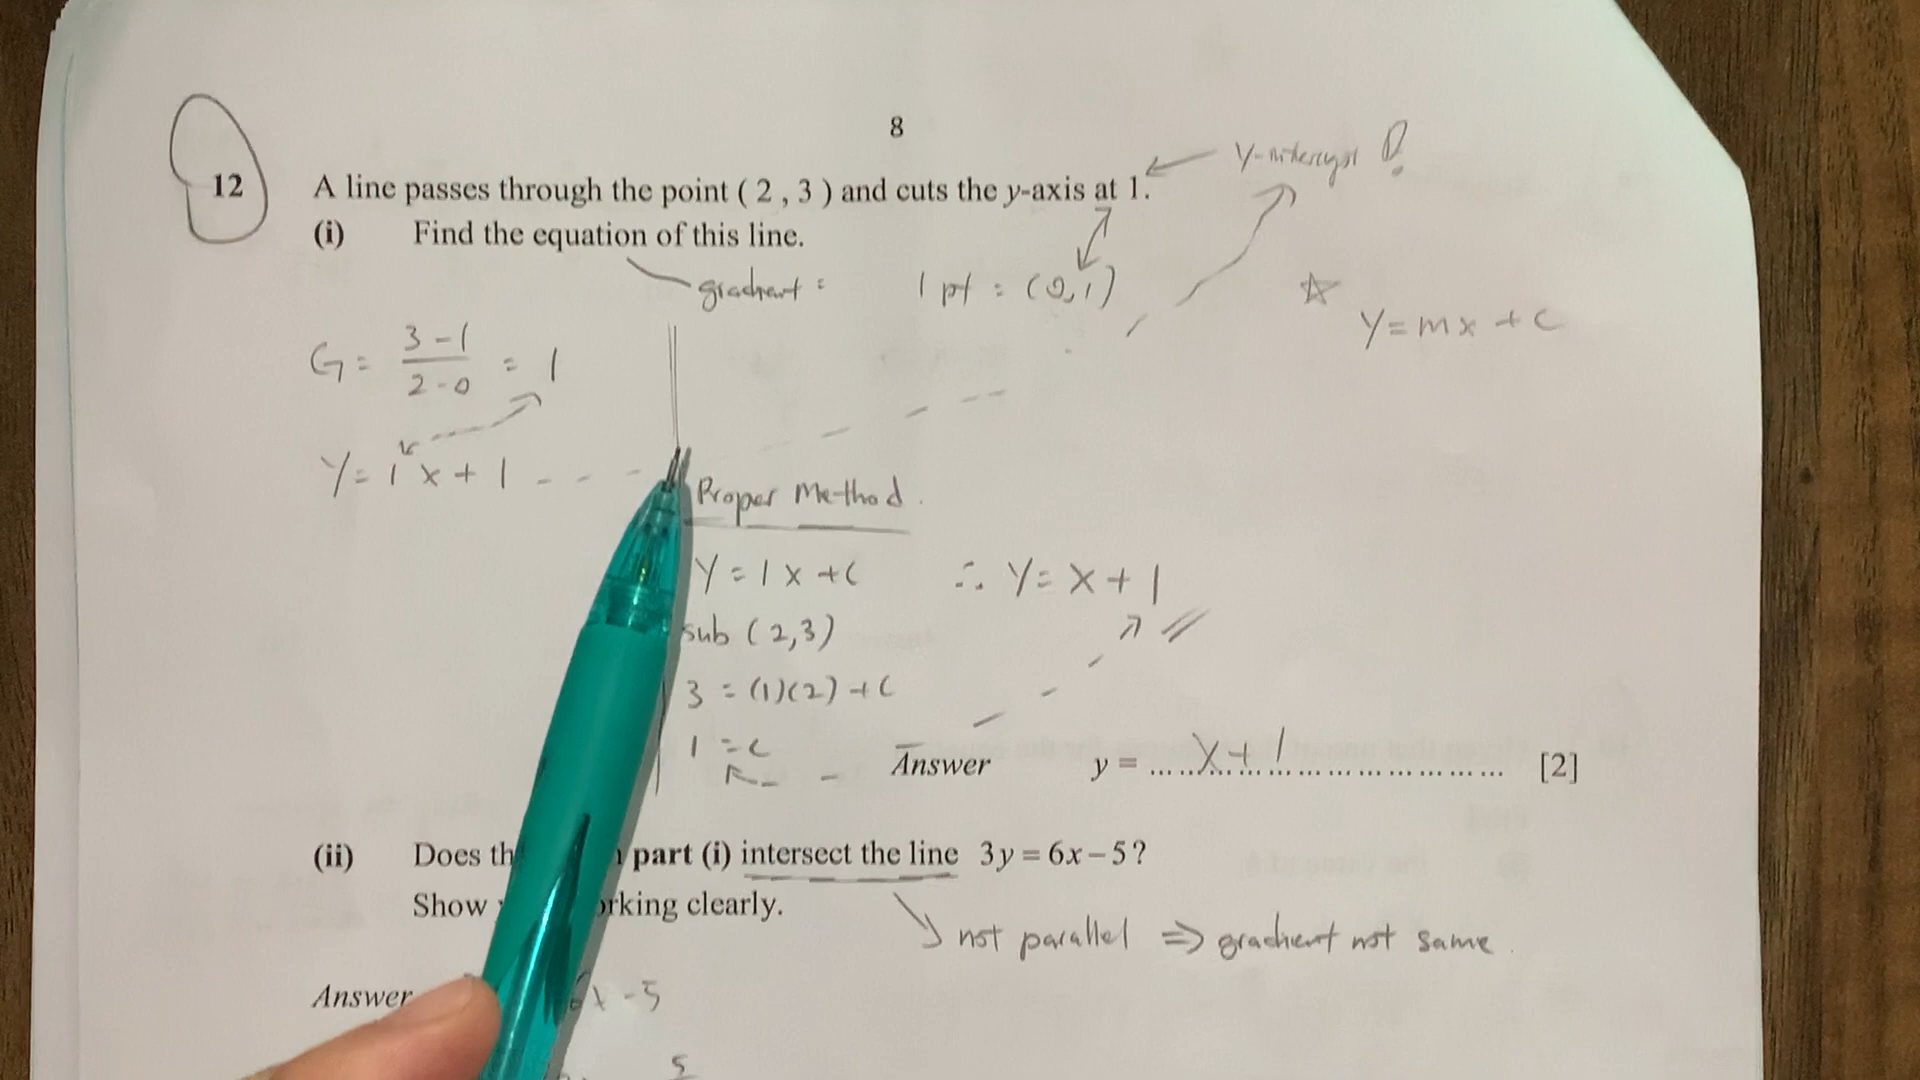 8
12 A line passes through the point ( 2 , 3 ) and cuts the y-axis at 1. ← y-intercept !
(i) Find the equation of this line.
gradient : 1 pt : (0,1)
☆ y = mx + c
G = 3 - 1 / 2 - 0 = 1
y = 1x + 1
Proper Method.
y = 1x + c ∴ y = x + 1
sub (2,3)
3 = (1)(2) + c
1 = c
Answer y = x + 1 [2]
(ii) Does th part (i) intersect the line 3y = 6x – 5 ?
Show rking clearly.
not parallel ⇒ gradient not same.
Answer 6x - 5
5